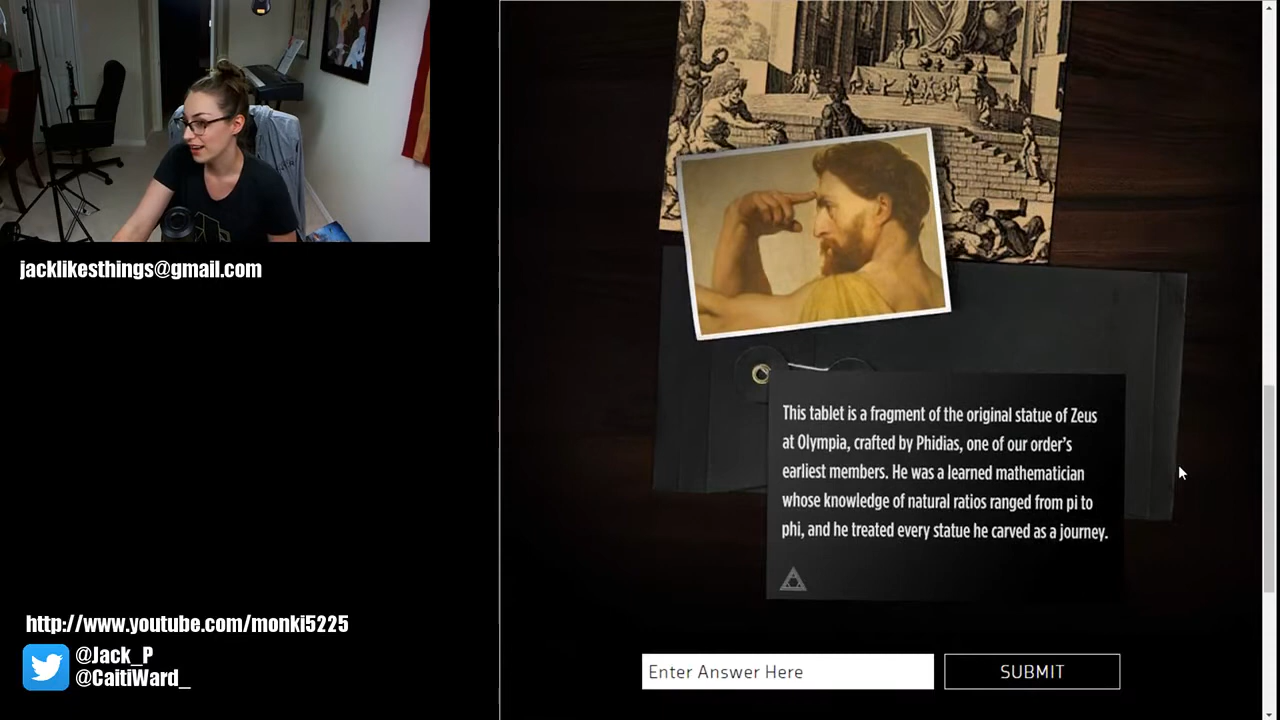 jacklikesthings@gmail.com
http://www.youtube.com/monki5225
@Jack_P
@CaitiWard_
This tablet is a fragment of the original statue of Zeus
at Olympia, crafted by Phidias, one of our order's
earliest members. He was a learned mathematician
whose knowledge of natural ratios ranged from pi to
phi, and he treated every statue he carved as a journey.
Enter Answer Here
SUBMIT